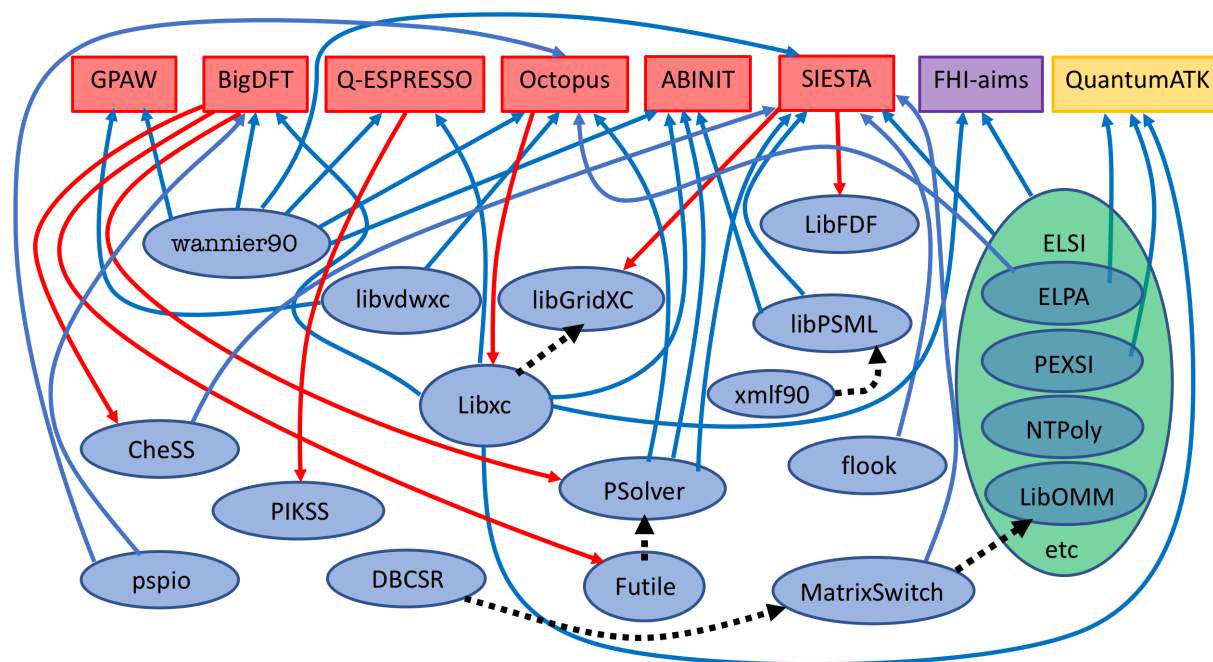 GPAW
BigDFT
Q-ESPRESSO
Octopus
ABINIT
SIESTA
FHI-aims
QuantumATK
wannier90
LibFDF
ELSI
libvdwxc
libGridXC
ELPA
libPSML
PEXSI
Libxc
xmlf90
NTPoly
CheSS
flook
PSolver
LibOMM
PIKSS
etc
pspio
DBCSR
Futile
MatrixSwitch